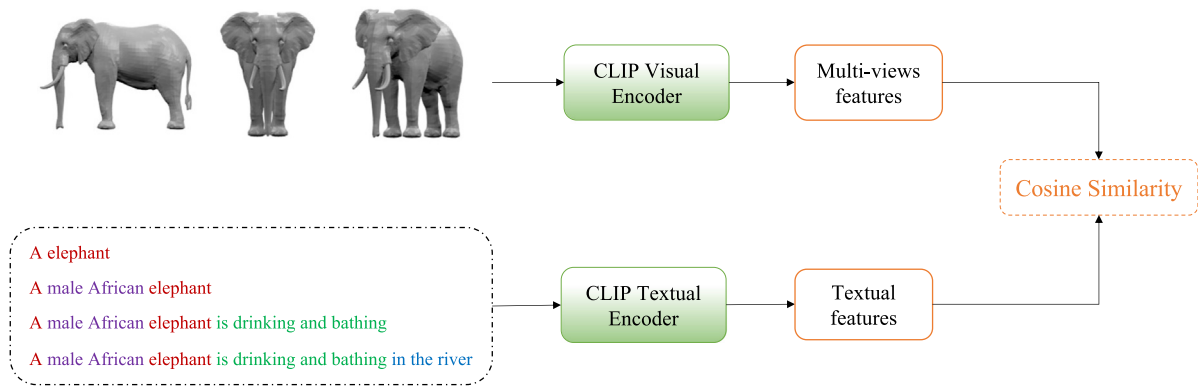 CLIP Visual
Encoder
Multi-views
features
Cosine Similarity
A elephant
A male African elephant
A male African elephant is drinking and bathing
A male African elephant is drinking and bathing in the river
CLIP Textual
Encoder
Textual
features